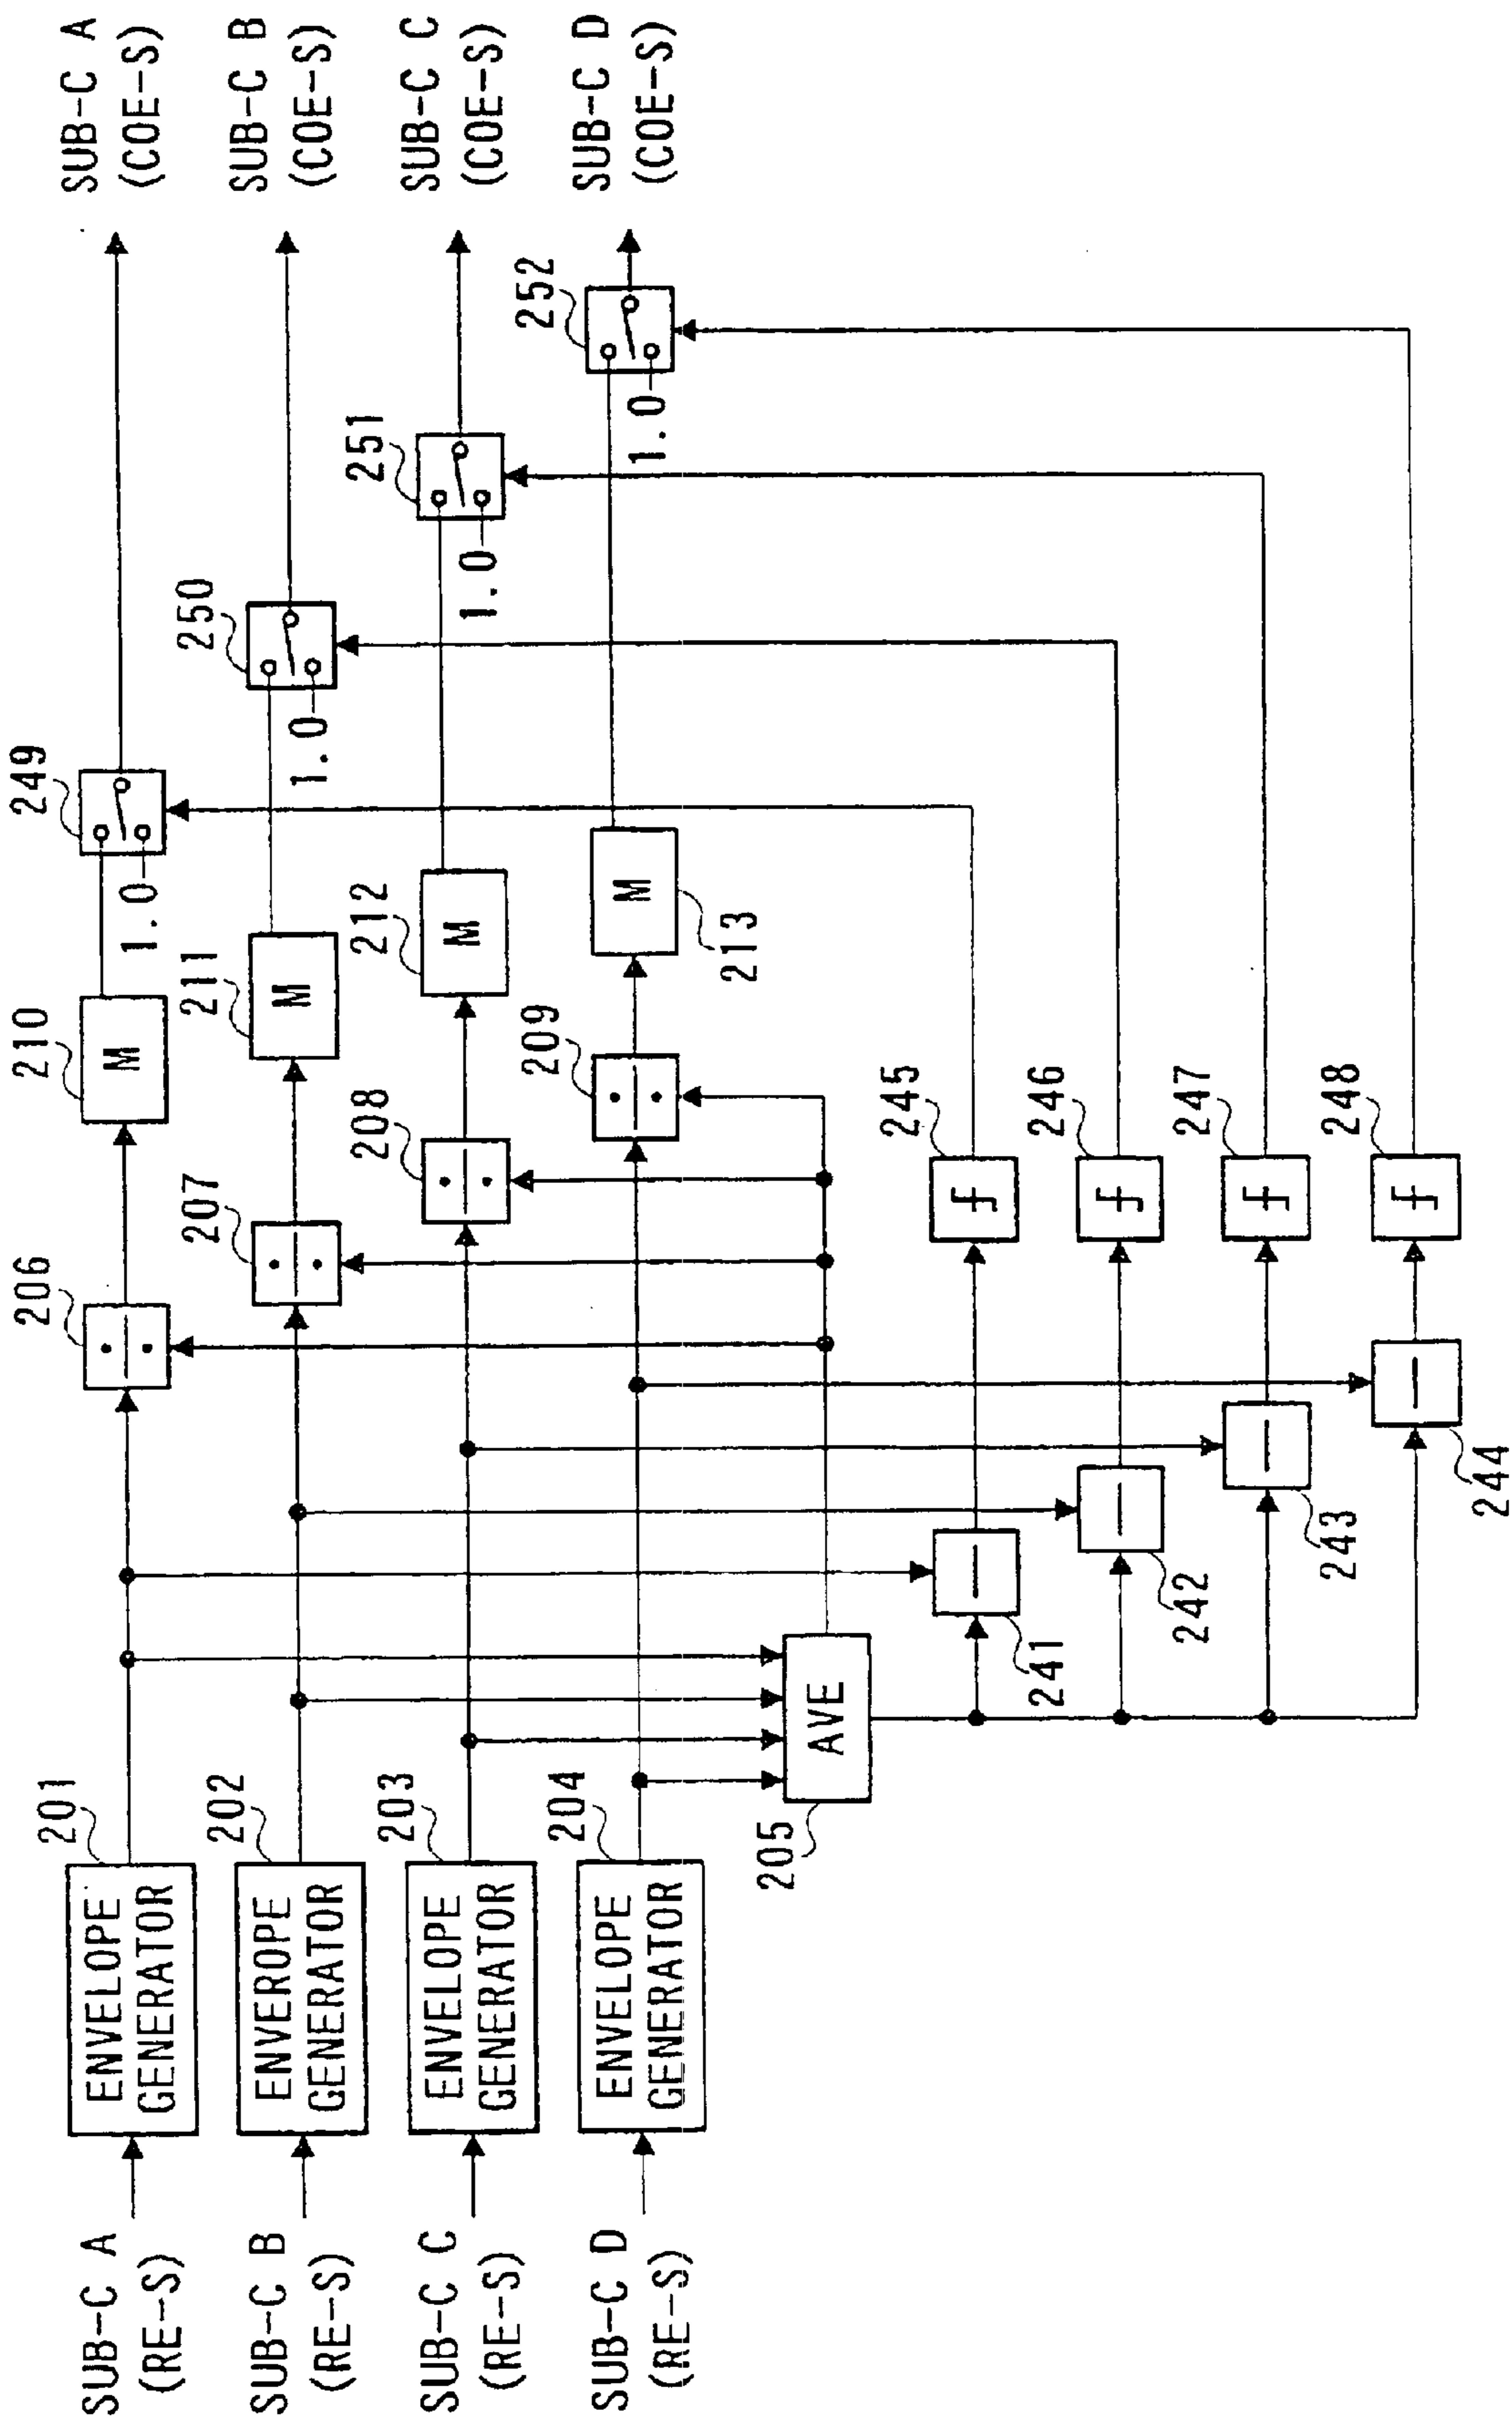 SUB-C A
(RE-S)
SUB-C B
(RE-S)
SUB-C C
(RE-S)
SUB-C D
(RE-S)
ENVELOPE
GENERATOR
201
ENVEROPE
GENERATOR
202
ENVELOPE
GENERATOR
203
ENVELOPE
GENERATOR
204
AVE
205
206
207
208
209
M
210
M
211
M
212
M
213
241
242
243
244
245
246
247
248
249
1.0
250
1.0
251
1.0
252
1.0
SUB-C A
(COE-S)
SUB-C B
(COE-S)
SUB-C C
(COE-S)
SUB-C D
(COE-S)